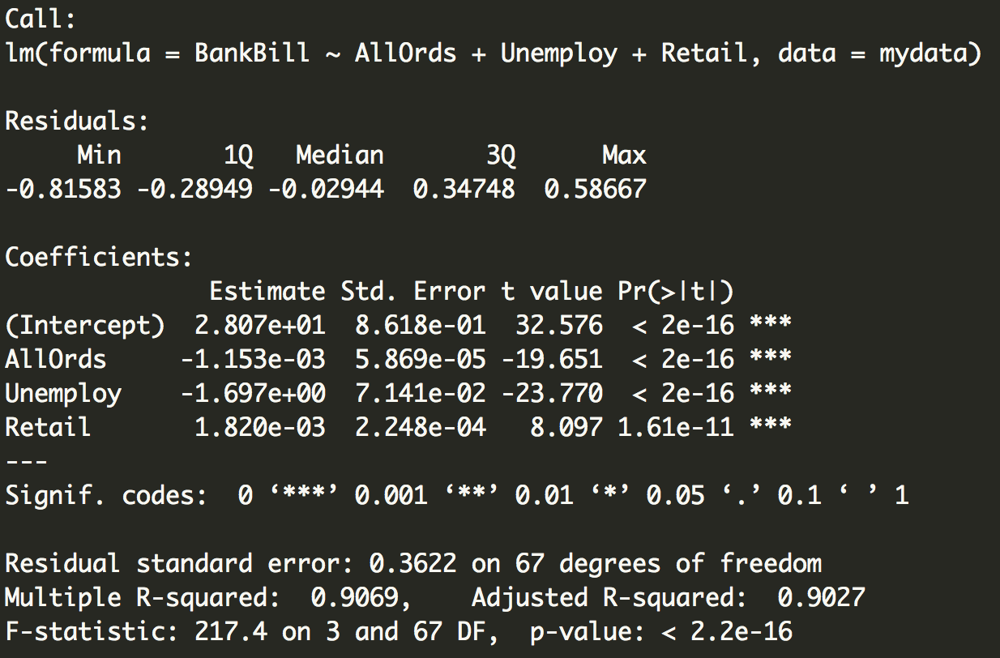 Call:
lm(formula = BankBill ~ AllOrds + Unemploy + Retail, data = mydata)
Residuals:
     Min       1Q   Median       3Q      Max
-0.81583 -0.28949 -0.02944  0.34748  0.58667
Coefficients:
              Estimate Std. Error t value Pr(>|t|)
(Intercept)  2.807e+01  8.618e-01  32.576  < 2e-16 ***
AllOrds     -1.153e-03  5.869e-05 -19.651  < 2e-16 ***
Unemploy    -1.697e+00  7.141e-02 -23.770  < 2e-16 ***
Retail       1.820e-03  2.248e-04   8.097 1.61e-11 ***
---
Signif. codes:  0 ‘***’ 0.001 ‘**’ 0.01 ‘*’ 0.05 ‘.’ 0.1 ‘ ’ 1
Residual standard error: 0.3622 on 67 degrees of freedom
Multiple R-squared:  0.9069,    Adjusted R-squared:  0.9027
F-statistic: 217.4 on 3 and 67 DF,  p-value: < 2.2e-16